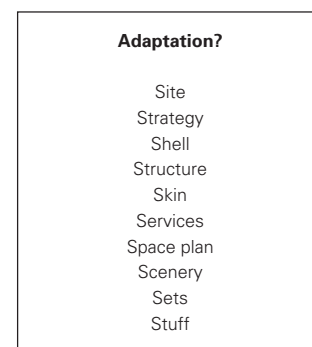 Adaptation?
Site
Strategy
Shell
Structure
Skin
Services
Space plan
Scenery
Sets
Stuff